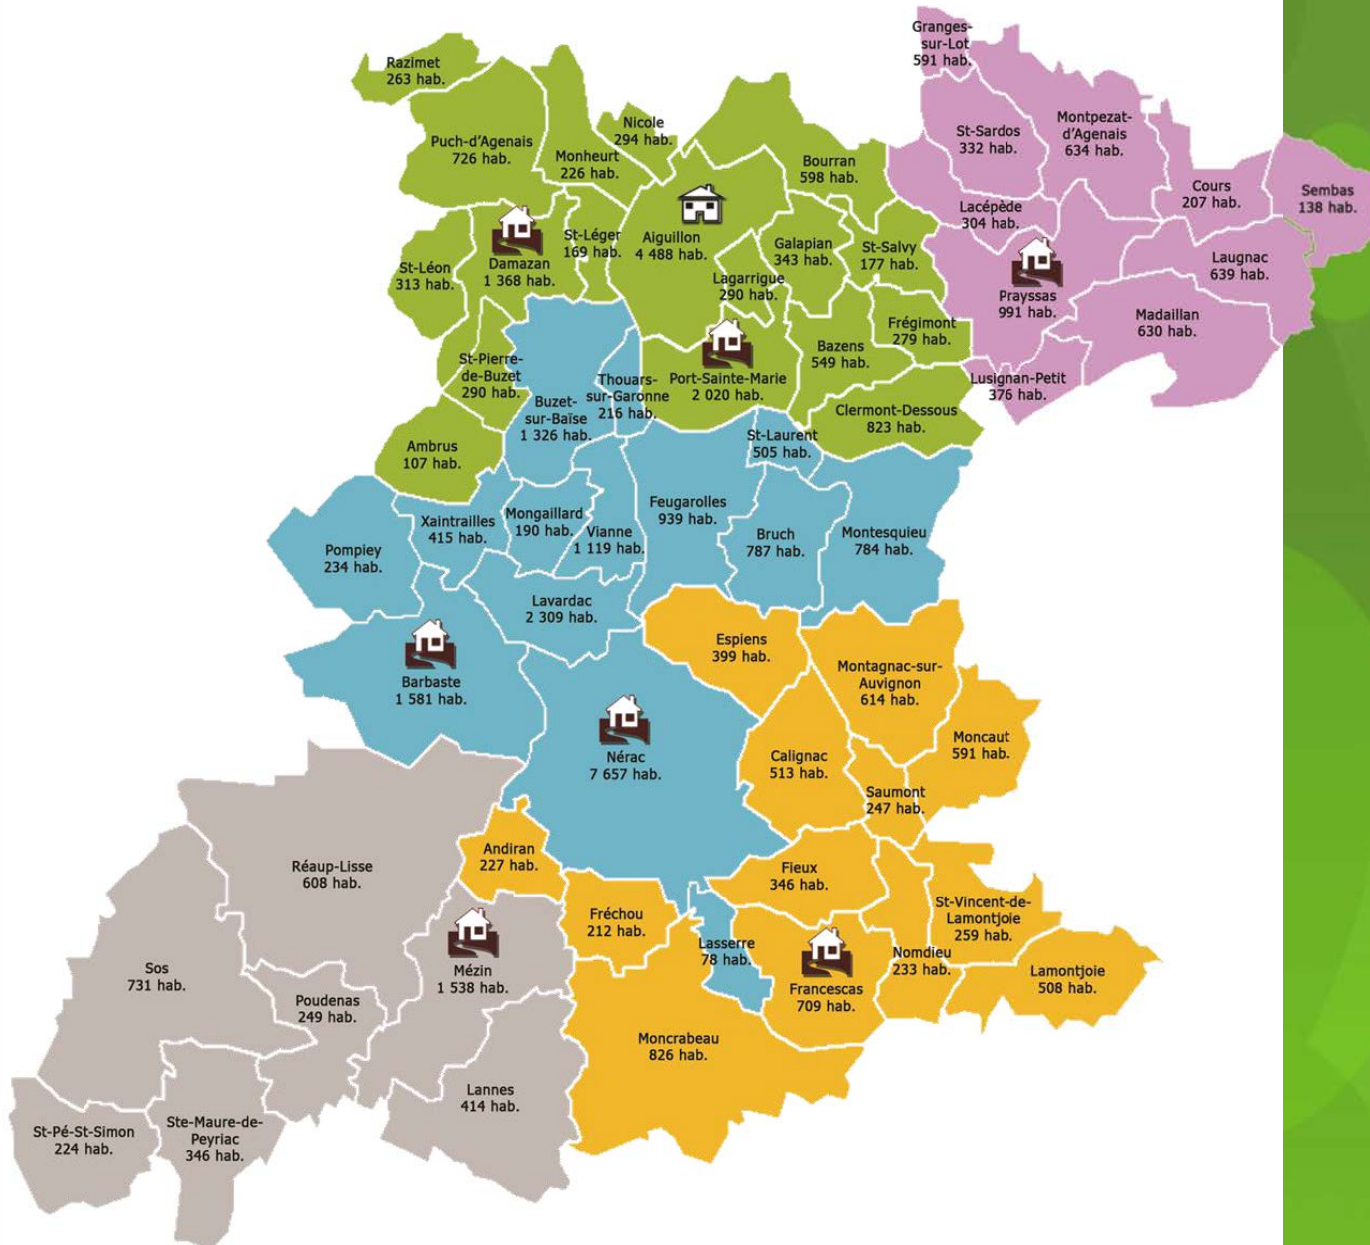 Granges-
sur-Lot
591 hab.
Razimet
263 hab.
St-Sardos
332 hab.
Montpezat-
d'Agenais
634 hab.
Nicole
294 hab.
Puch-d'Agenais
726 hab.
Monheurt
226 hab.
Bourran
598 hab.
Cours
207 hab.
Sembas
138 hab.
Lacépède
304 hab.
St-Léger
169 hab.
Aiguillon
4 488 hab.
Galapian
343 hab.
St-Salvy
177 hab.
Damazan
1 368 hab.
St-Léon
313 hab.
Lagarrigue
290 hab.
Laugnac
639 hab.
Prayssas
991 hab.
Madaillan
630 hab.
Frégimont
279 hab.
Bazens
549 hab.
St-Pierre-
de-Buzet
290 hab.
Thouars-
sur-Garonne
216 hab.
Port-Sainte-Marie
2 020 hab.
Lusignan-Petit
376 hab.
Buzet-
sur-Baïse
1 326 hab.
Clermont-Dessous
823 hab.
Ambrus
107 hab.
St-Laurent
505 hab.
Feugarolles
939 hab.
Xaintrailles
415 hab.
Mongaillard
190 hab.
Vianne
1 119 hab.
Bruch
787 hab.
Montesquieu
784 hab.
Pompiey
234 hab.
Lavardac
2 309 hab.
Espiens
399 hab.
Montagnac-sur-
Auvignon
614 hab.
Barbaste
1 581 hab.
Moncaut
591 hab.
Nérac
7 657 hab.
Calignac
513 hab.
Saumont
247 hab.
Andiran
227 hab.
Réaup-Lisse
608 hab.
Fieux
346 hab.
St-Vincent-de-
Lamontjoie
259 hab.
Fréchou
212 hab.
Lasserre
78 hab.
Nomdieu
233 hab.
Sos
731 hab.
Mézin
1 538 hab.
Francescas
709 hab.
Lamontjoie
508 hab.
Poudenas
249 hab.
Moncrabeau
826 hab.
Lannes
414 hab.
St-Pé-St-Simon
224 hab.
Ste-Maure-de-
Peyriac
346 hab.